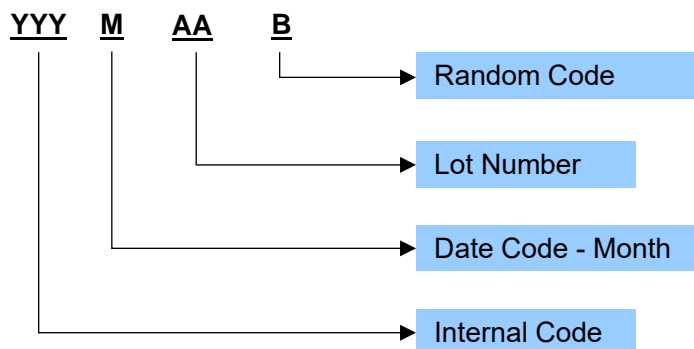 YYY M AA B
Random Code
Lot Number
Date Code - Month
Internal Code